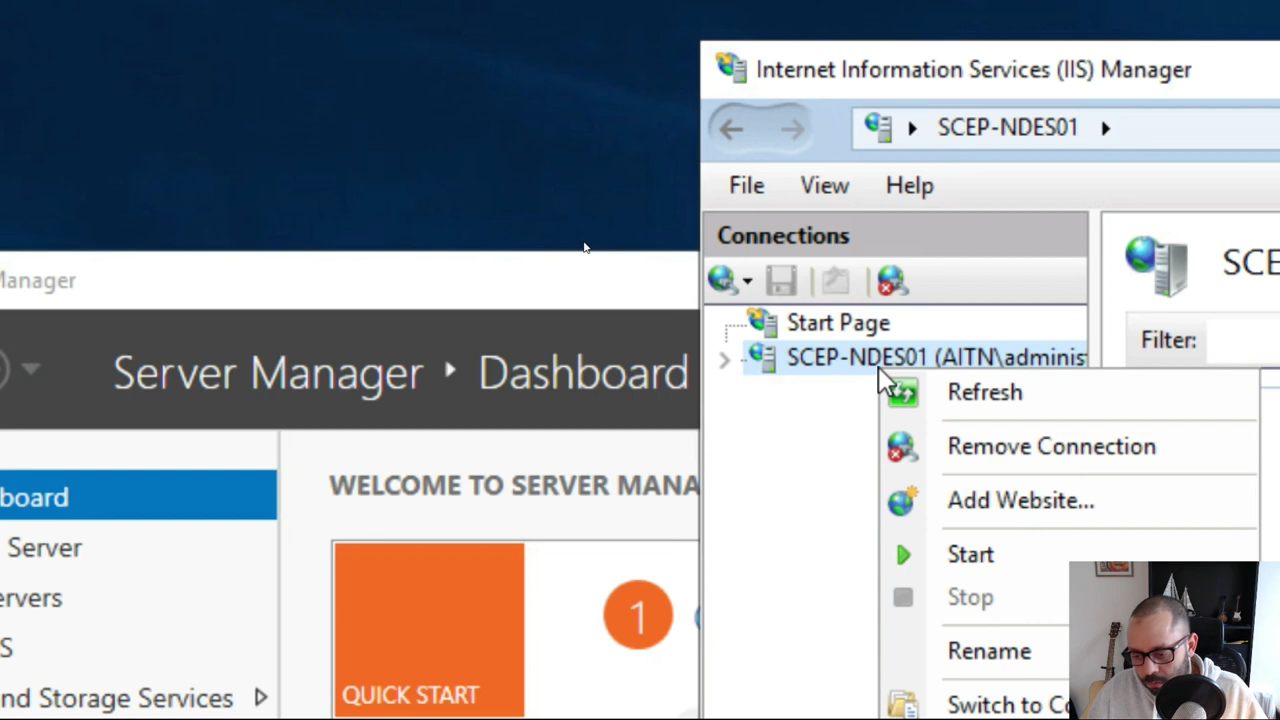 Internet Information Services (IIS) Manager
SCEP-NDES01
File View Help
Connections
Start Page
SCEP-NDES01 (AITN\adminis
SCE
Filter:
Refresh
Remove Connection
Add Website...
Start
Stop
Rename
Switch to Co
Manager
Server Manager Dashboard
board
Server
ervers
S
nd Storage Services
WELCOME TO SERVER MANA
QUICK START
1